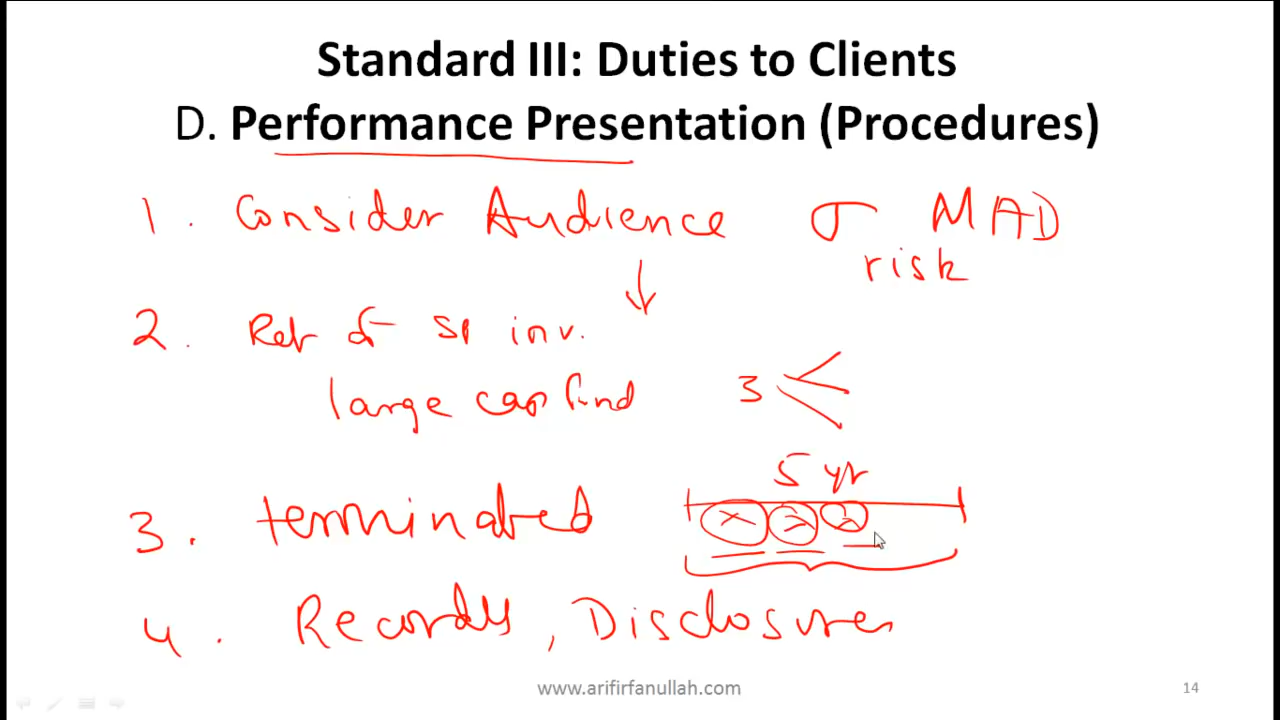 Standard III: Duties to Clients
D. Performance Presentation (Procedures)
1. Consider Audience σ MAD
risk
2. Ret of inv.
large cap fund 3
5 yr
3. terminated
4. Records, Disclosures
www.arifirfanullah.com 14